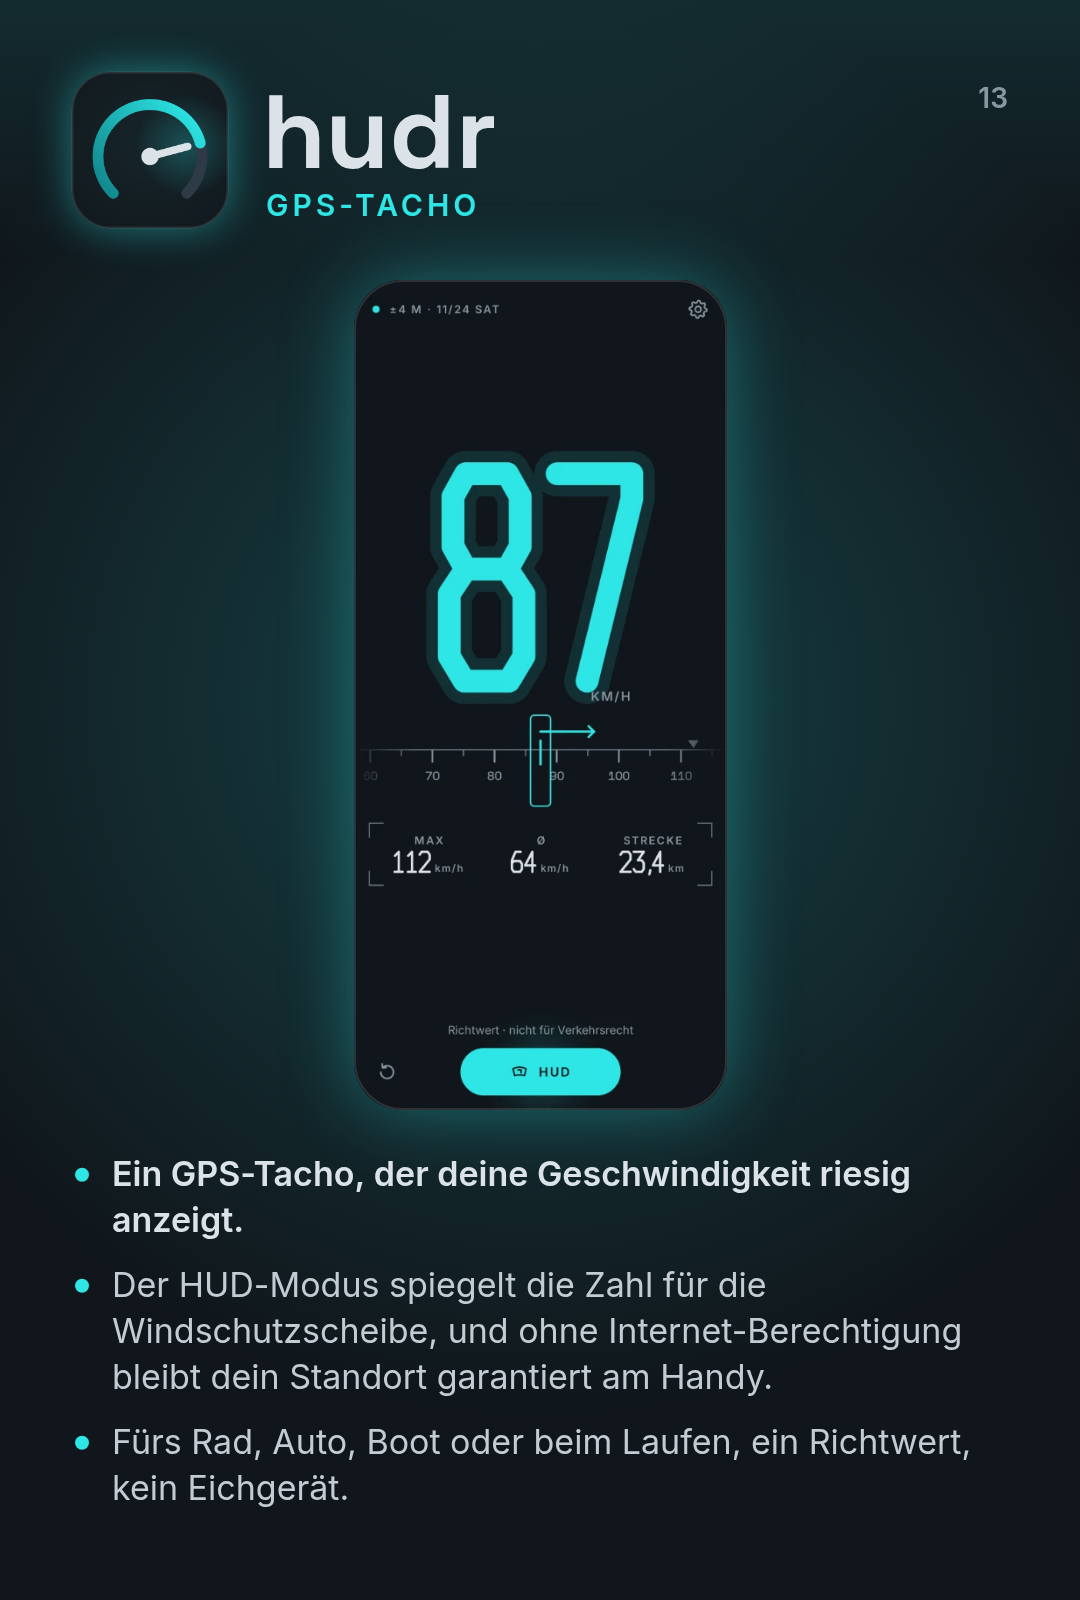 hudr
GPS-TACHO
13
±4 M · 11/24 SAT
87
KM/H
60 70 80 90 100 110
MAX Ø STRECKE
112 km/h 64 km/h 23,4 km
Richtwert · nicht für Verkehrsrecht
HUD
Ein GPS-Tacho, der deine Geschwindigkeit riesig
anzeigt.
Der HUD-Modus spiegelt die Zahl für die
Windschutzscheibe, und ohne Internet-Berechtigung
bleibt dein Standort garantiert am Handy.
Fürs Rad, Auto, Boot oder beim Laufen, ein Richtwert,
kein Eichgerät.